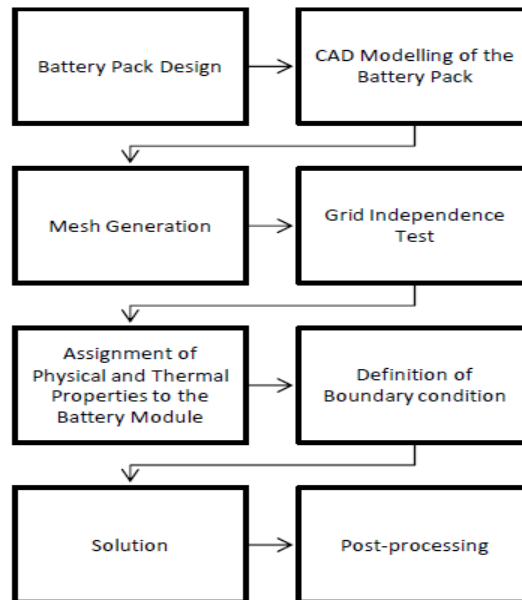 Battery Pack Design
CAD Modelling of the
Battery Pack
Mesh Generation
Grid Independence
Test
Assignment of
Physical and Thermal
Properties to the
Battery Module
Definition of
Boundary condition
Solution
Post-processing